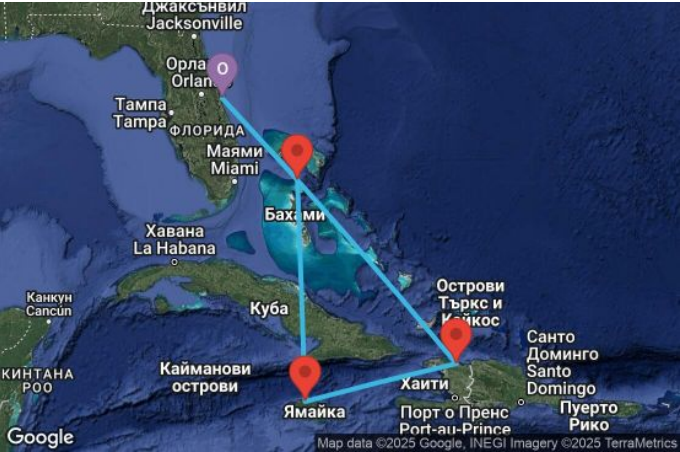 Джаксънвил
Jacksonville
O
Орла
Orlan
Тампа
Tampa
ФЛОРИДА
Маями
Miami
Бахами
Хавана
La Habana
Канкун
Cancún
Куба
Острови
Търкс и
Кайкос
КИНТАНА
РОО
Кайманови
острови
Ямайка
Хаити
Порт о Пренс
Port-au-Prince
Санто
Доминго
Santo
Domingo
Пуерто
Рико
Google
Map data ©2025 Google, INEGI Imagery ©2025 TerraMetrics